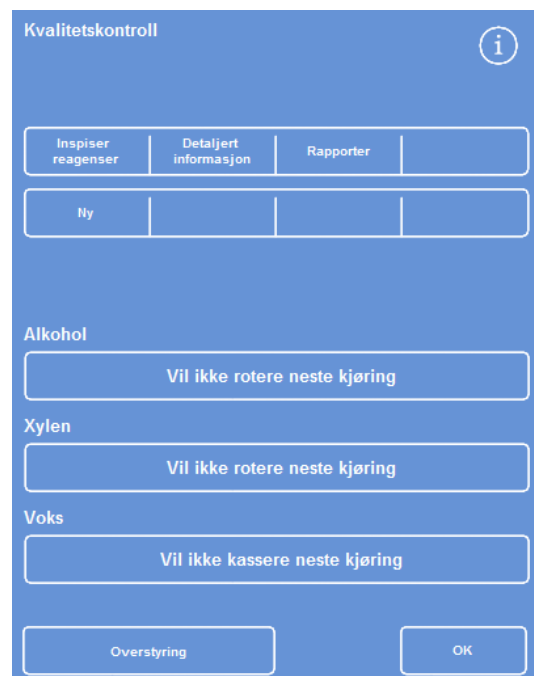 Kvalitetskontroll
i
Inspiser
reagenser
Detaljert
informasjon
Rapporter
Ny
Alkohol
Vil ikke rotere neste kjøring
Xylen
Vil ikke rotere neste kjøring
Voks
Vil ikke kassere neste kjøring
Overstyring
OK